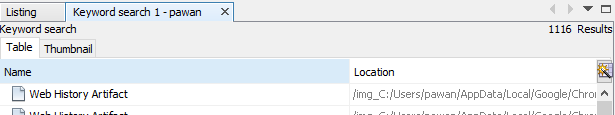 Listing Keyword search 1 - pawan
Keyword search 1116 Results
Table Thumbnail
Name Location
Web History Artifact /img_C:/Users/pawan/AppData/Local/Google/Chro
Web History Artifact /img_C:/Users/pawan/AppData/Local/Google/Chro